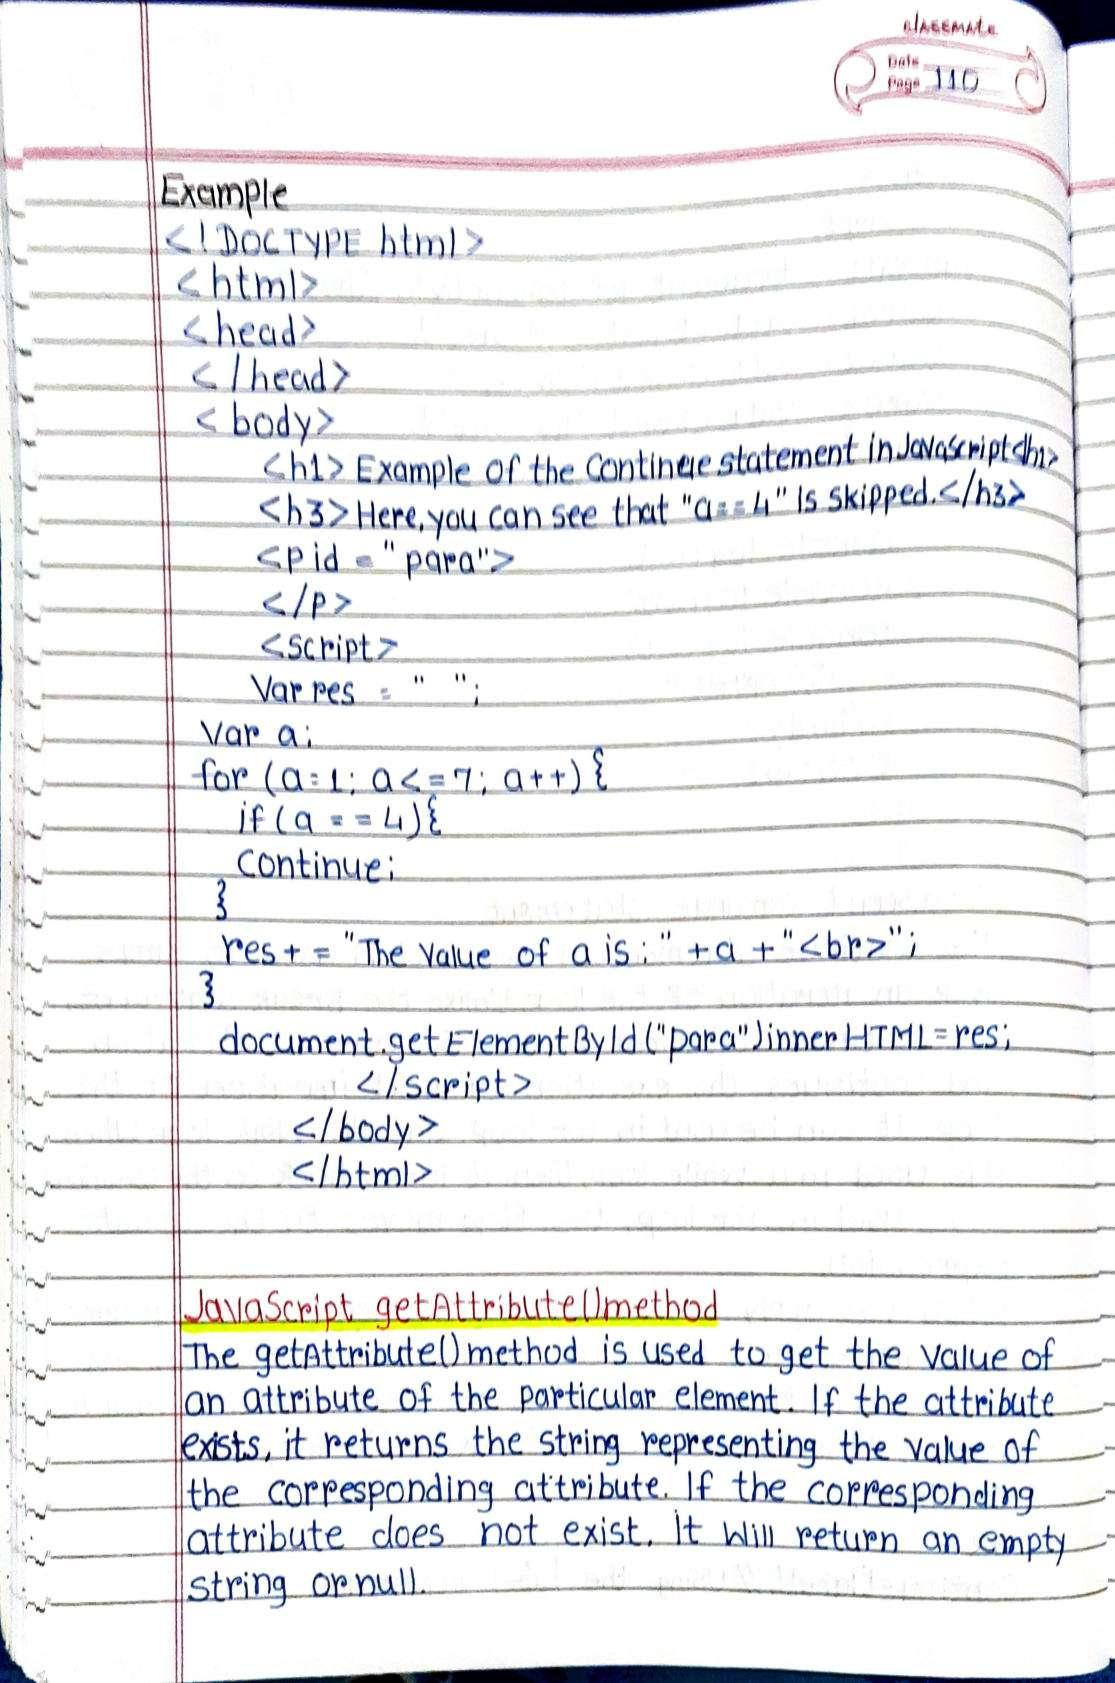 classmate
Date
Page 110
Example
<!DOCTYPE html>
<html>
<head>
</head>
<body>
<h1> Example of the Continue statement in JavaScript</h1>
<h3> Here, you can see that "a==4" is skipped.</h3>
<p id = "para">
</p>
<script>
Var res = " ";
Var a;
for (a=1; a<=7; a++) {
if (a == 4){
continue;
}
res+ = "The Value of a is : " +a +"<br>";
}
document.getElementById("para")innerHTML=res;
</script>
</body>
</html>
JavaScript getAttribute()method
The getAttribute() method is used to get the value of
an attribute of the particular element. If the attribute
exists, it returns the string representing the value of
the corresponding attribute. If the corresponding
attribute does not exist, It will return an empty
string or null.